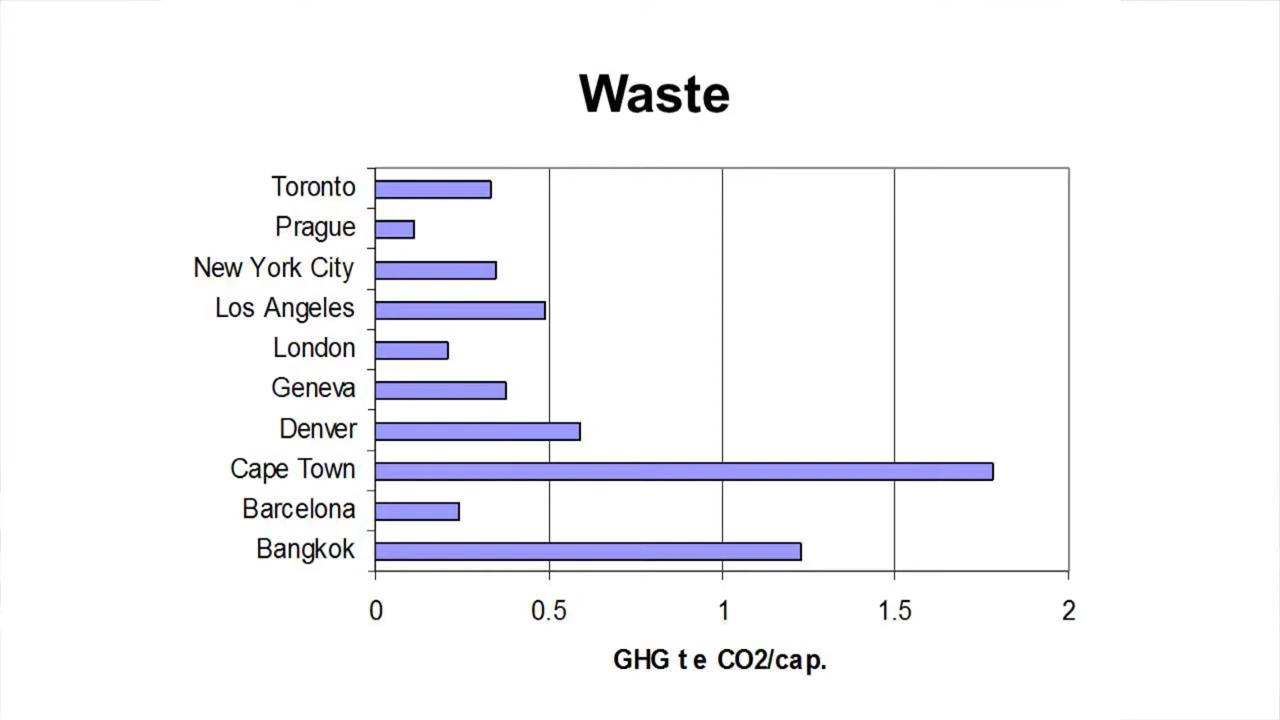 Waste
Toronto
Prague
New York City
Los Angeles
London
Geneva
Denver
Cape Town
Barcelona
Bangkok
0 0.5 1 1.5 2
GHG t e CO2/cap.